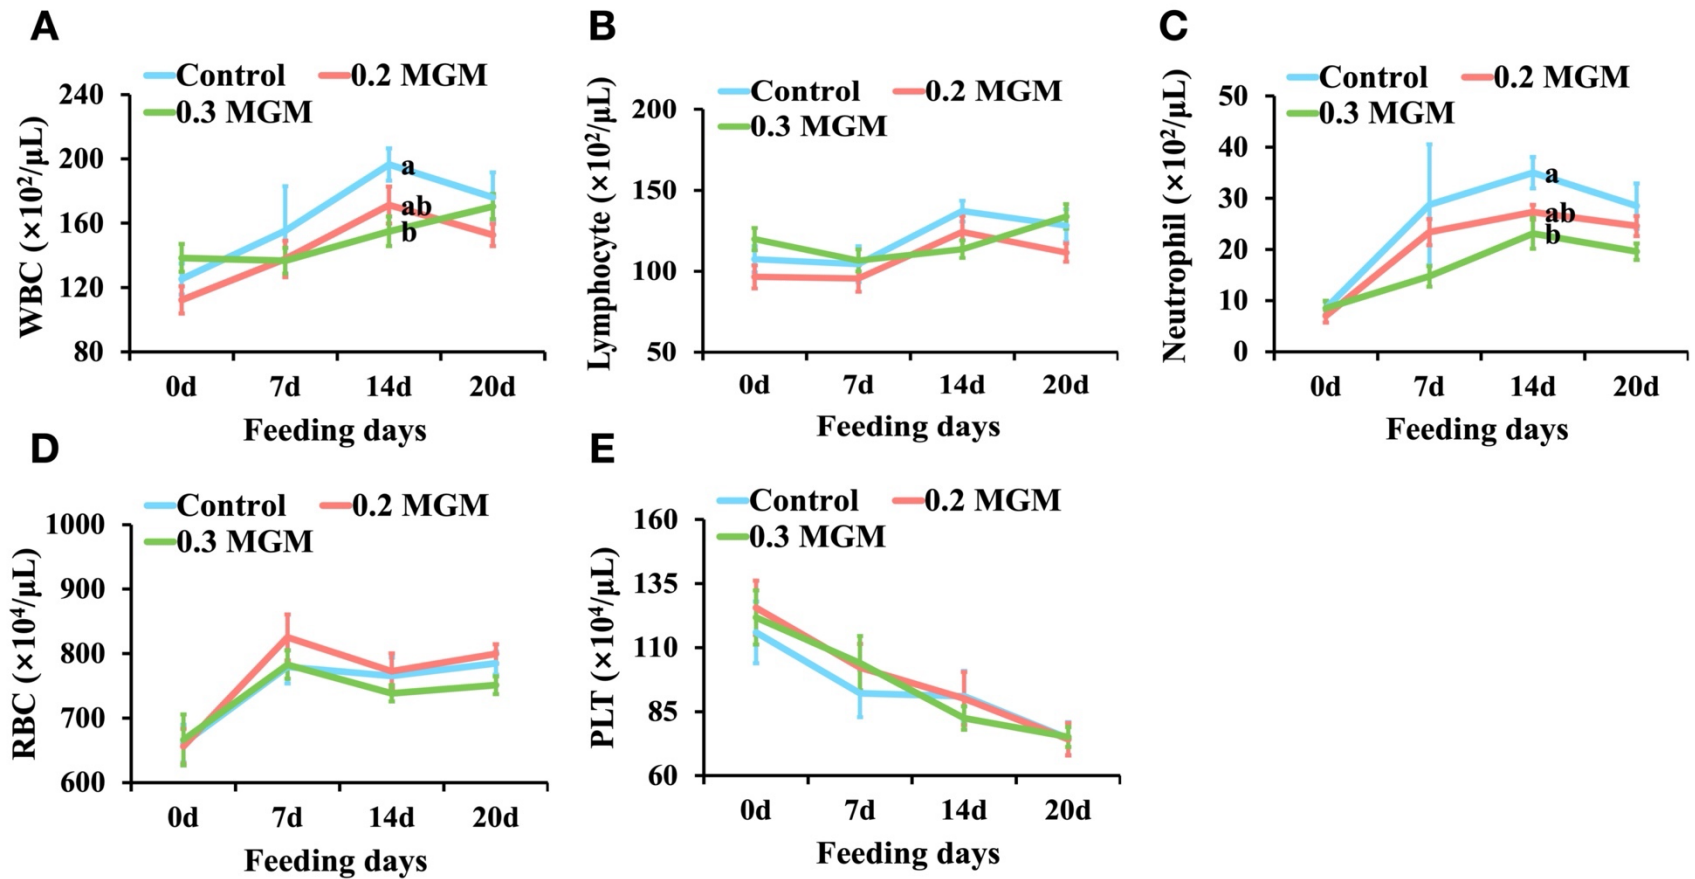 A
Control 0.2 MGM
0.3 MGM
WBC (×10²/μL)
240
200
160
120
80
a
ab
b
0d 7d 14d 20d
Feeding days
B
Control 0.2 MGM
0.3 MGM
Lymphocyte (×10²/μL)
200
150
100
50
0d 7d 14d 20d
Feeding days
C
Control 0.2 MGM
0.3 MGM
Neutrophil (×10²/μL)
50
40
30
20
10
0
a
ab
b
0d 7d 14d 20d
Feeding days
D
Control 0.2 MGM
0.3 MGM
RBC (×10⁴/μL)
1000
900
800
700
600
0d 7d 14d 20d
Feeding days
E
Control 0.2 MGM
0.3 MGM
PLT (×10⁴/μL)
160
135
110
85
60
0d 7d 14d 20d
Feeding days